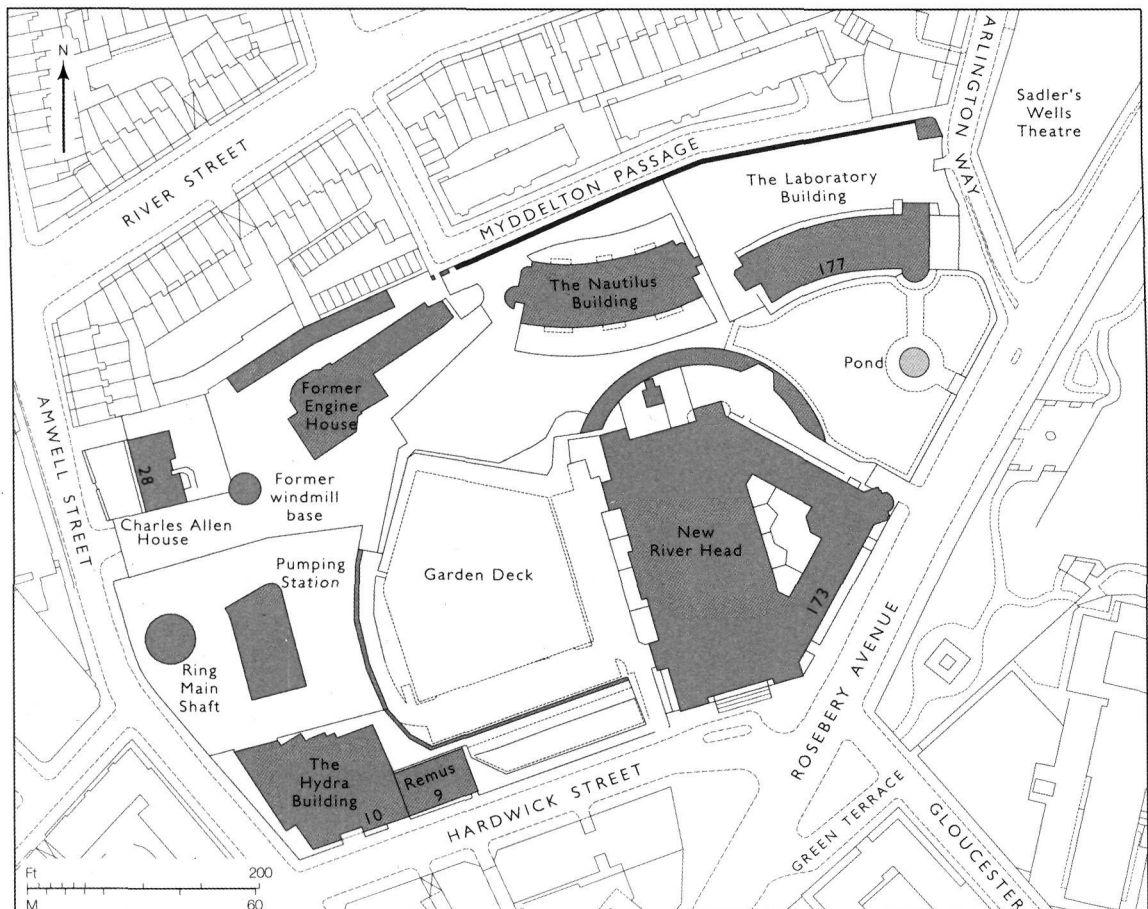 N
RIVER STREET
MYDDELTON PASSAGE
ARLINGTON WAY
Sadler's
Wells
Theatre
The Laboratory
Building
177
The Nautilus
Building
Pond
Former
Engine
House
AMWELL STREET
28
Charles Allen
House
Former
windmill
base
Pumping
Station
Garden Deck
New
River Head
173
Ring
Main
Shaft
ROSEBERY AVENUE
The
Hydra
Building
10
Remus
9
HARDWICK STREET
GREEN TERRACE
GLOUCESTER
Ft
200
M
60